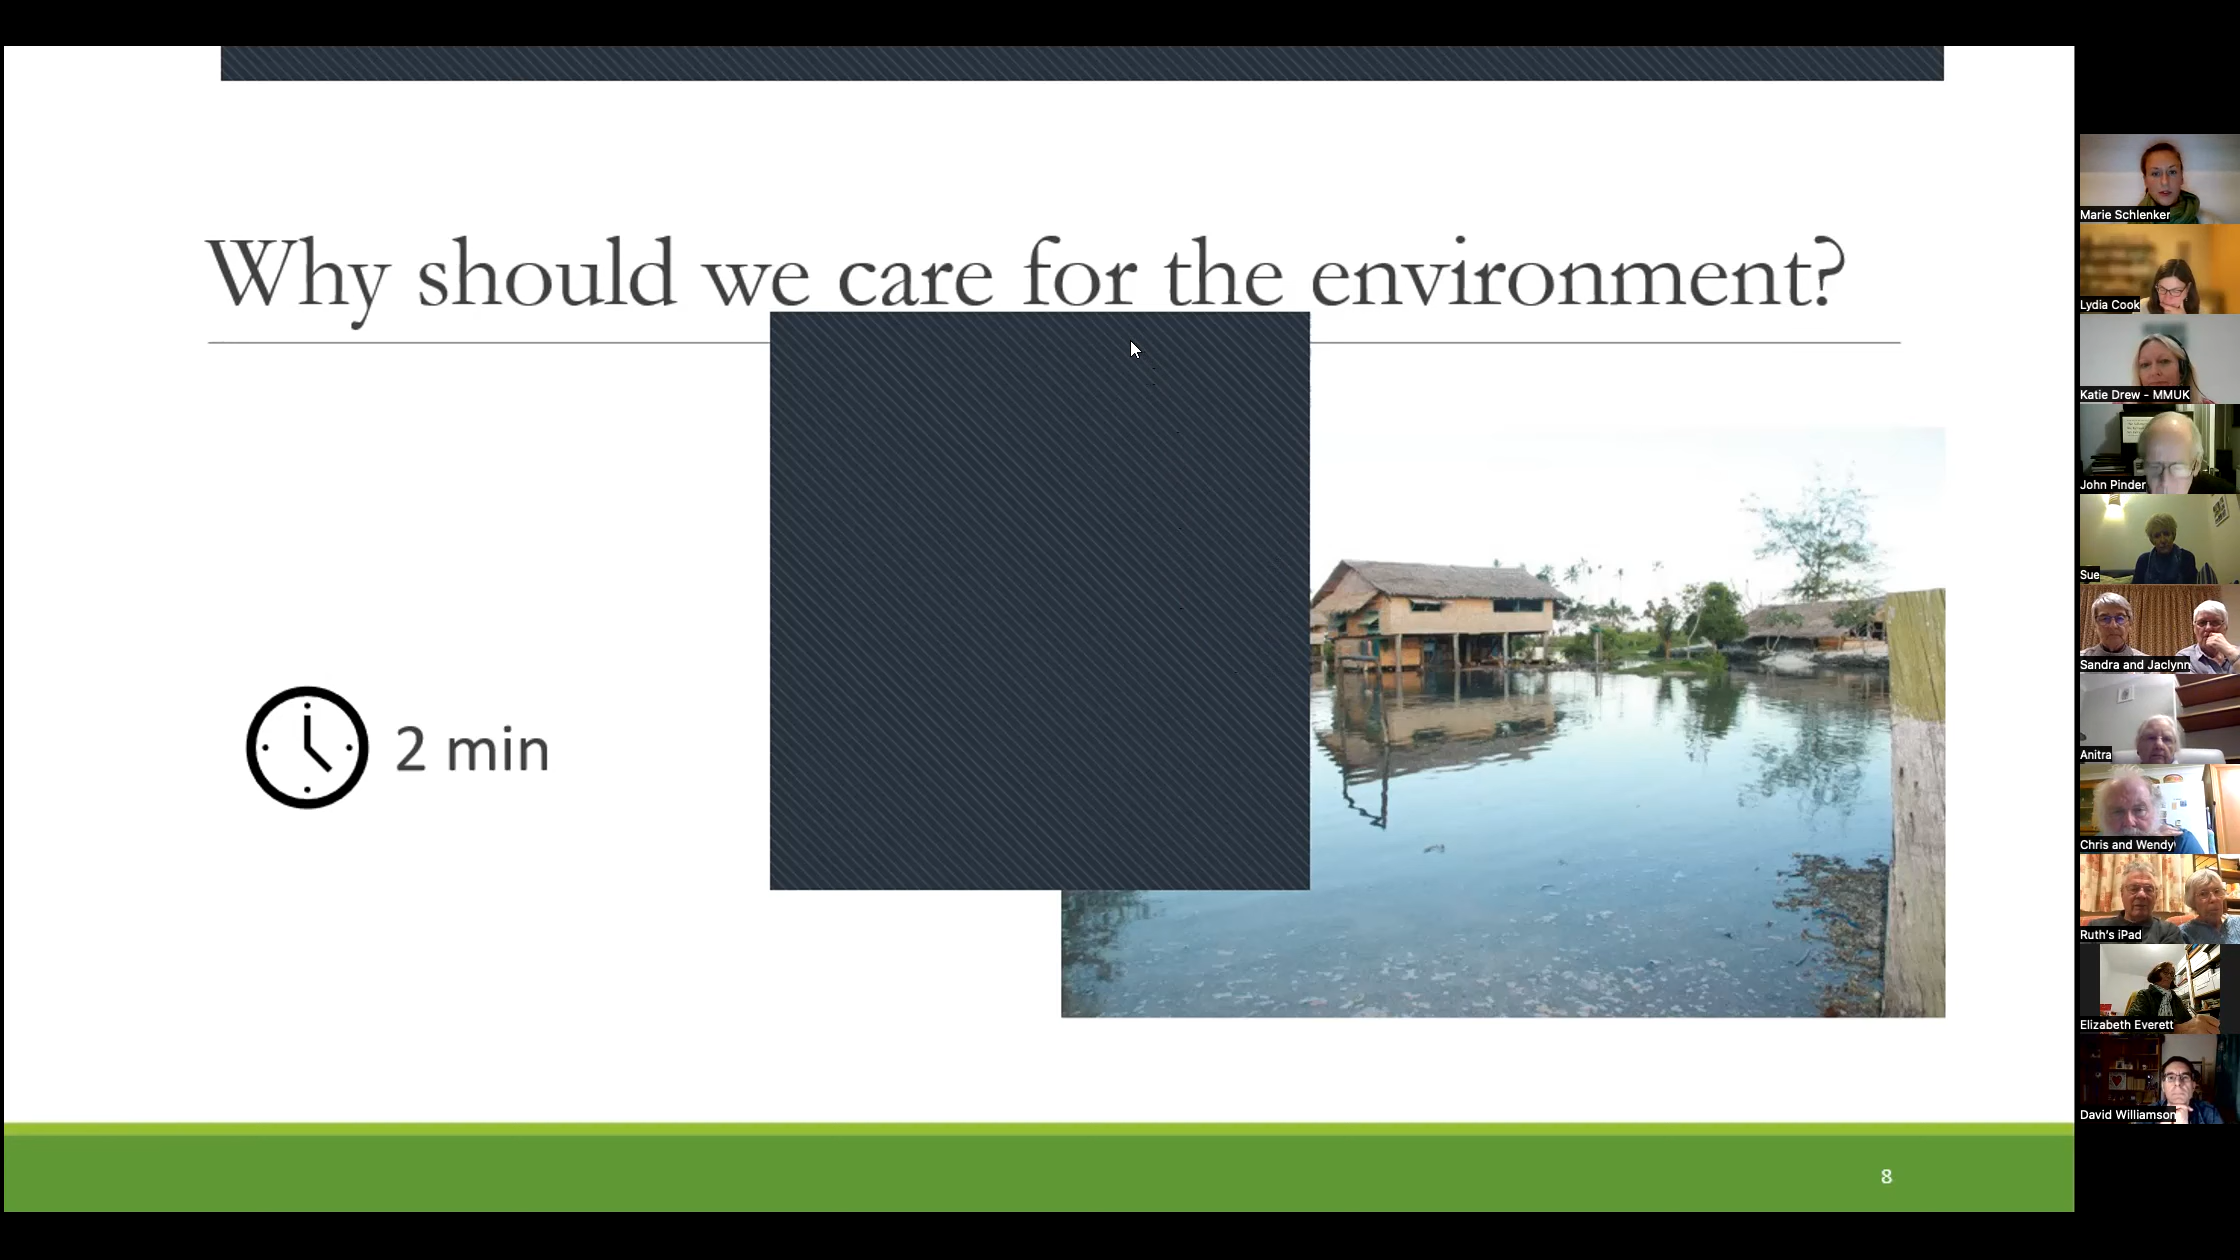 Why should we care for the environment?
2 min
8
Marie Schlenker
Lydia Cook
Katie Drew - MMUK
John Pinder
Sue
Sandra and Jaclynn
Anitra
Chris and Wendy
Ruth's iPad
Elizabeth Everett
David Williamson